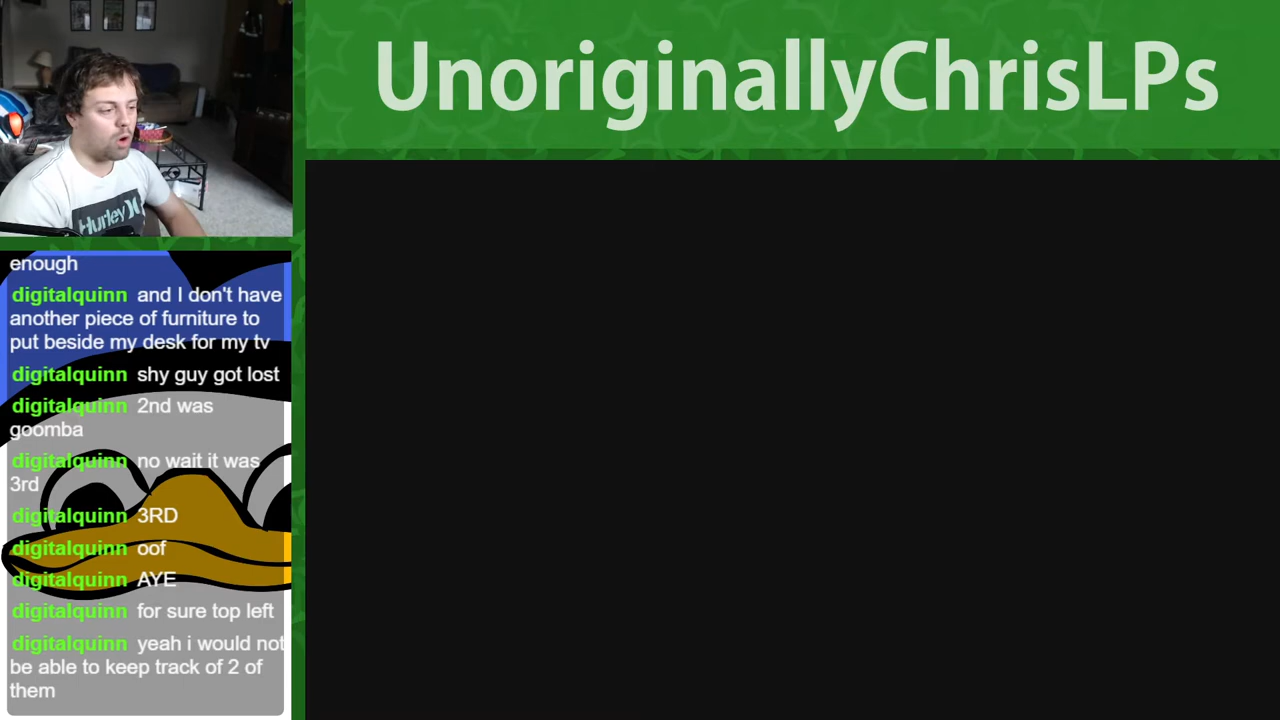 UnoriginallyChrisLPs
Hurley
enough
digitalquinn and I don't have
another piece of furniture to
put beside my desk for my tv
digitalquinn shy guy got lost
digitalquinn 2nd was
goomba
digitalquinn no wait it was
3rd
digitalquinn 3RD
digitalquinn oof
digitalquinn AYE
digitalquinn for sure top left
digitalquinn yeah i would not
be able to keep track of 2 of
them